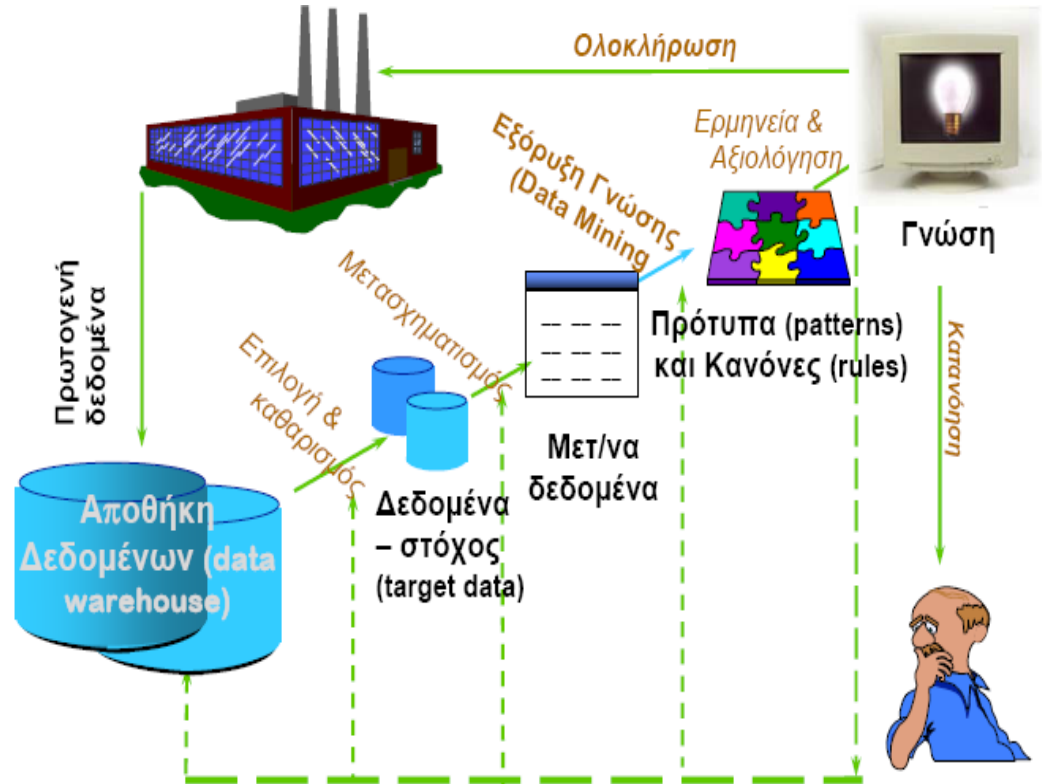 Ολοκλήρωση
Ερμηνεία &
Αξιολόγηση
Εξόρυξη Γνώσης
(Data Mining
Γνώση
Μετασχηματισμός
Πρωτογενή
δεδομένα
Επιλογή &
καθαρισμός
Πρότυπα (patterns)
και Κανόνες (rules)
Κατανόηση
Μετ/να
δεδομένα
Δεδομένα
– στόχος
(target data)
Αποθήκη
Δεδομένων (data
warehouse)